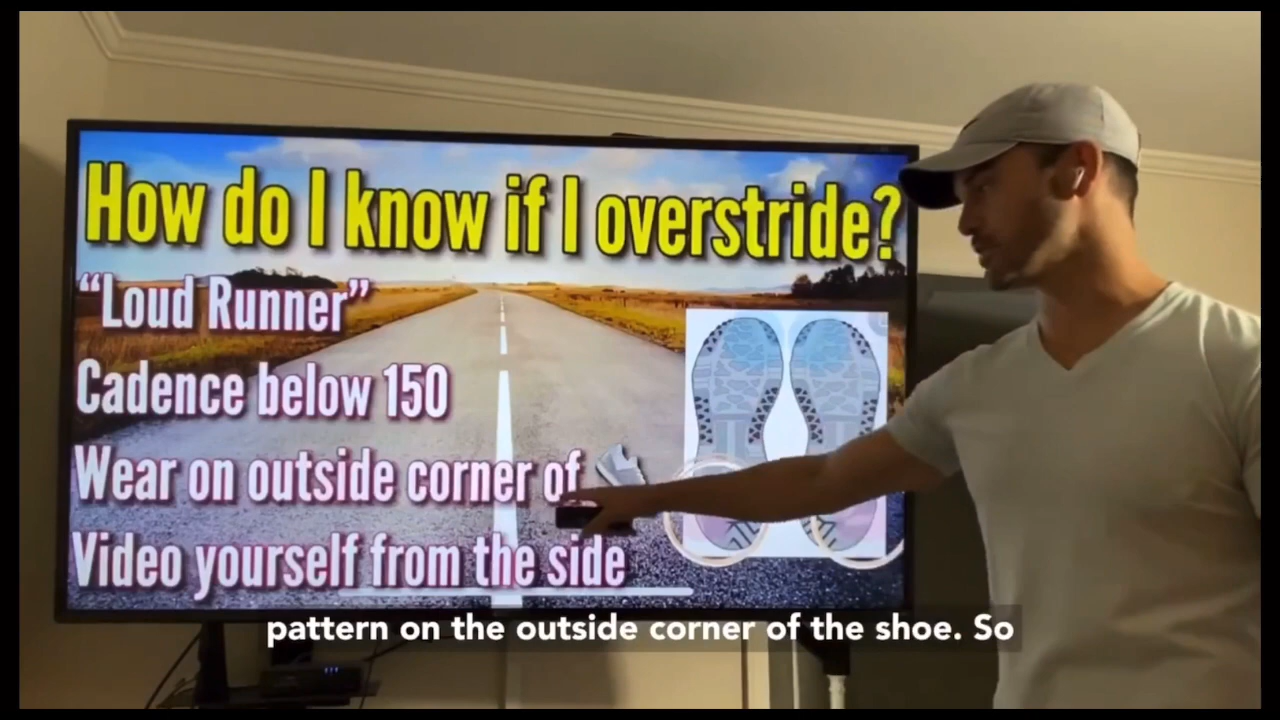 How do I know if I overstride?
“Loud Runner”
Cadence below 150
Wear on outside corner of
Video yourself from the side
pattern on the outside corner of the shoe. So